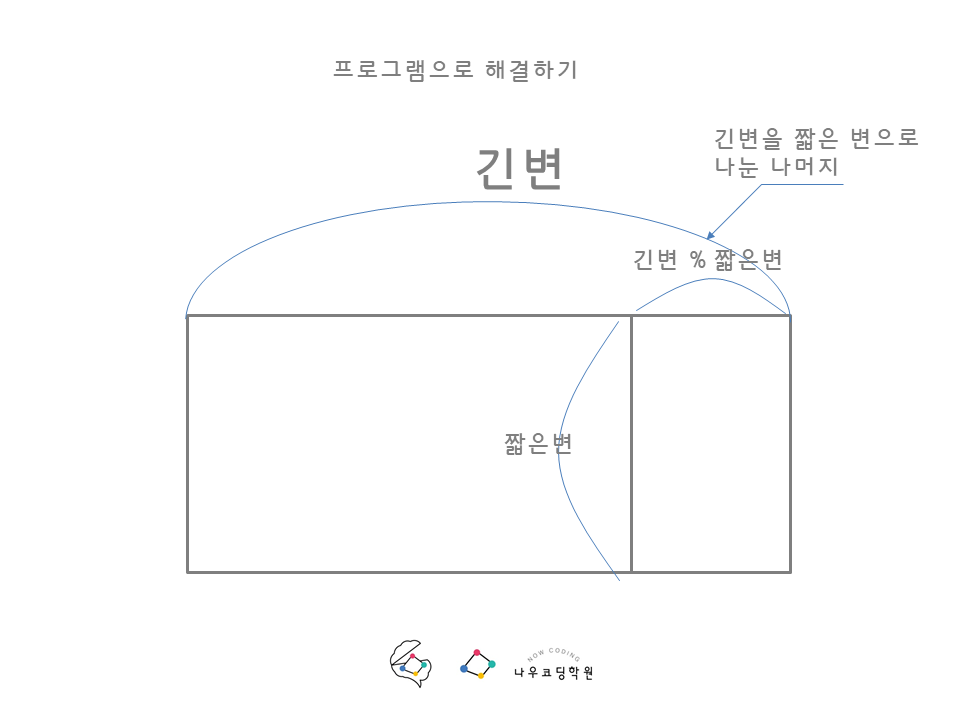 프로그램으로 해결하기
긴변을 짧은 변으로
나눈 나머지
긴변
긴변 % 짧은변
짧은변
NOW CODING
나우코딩학원